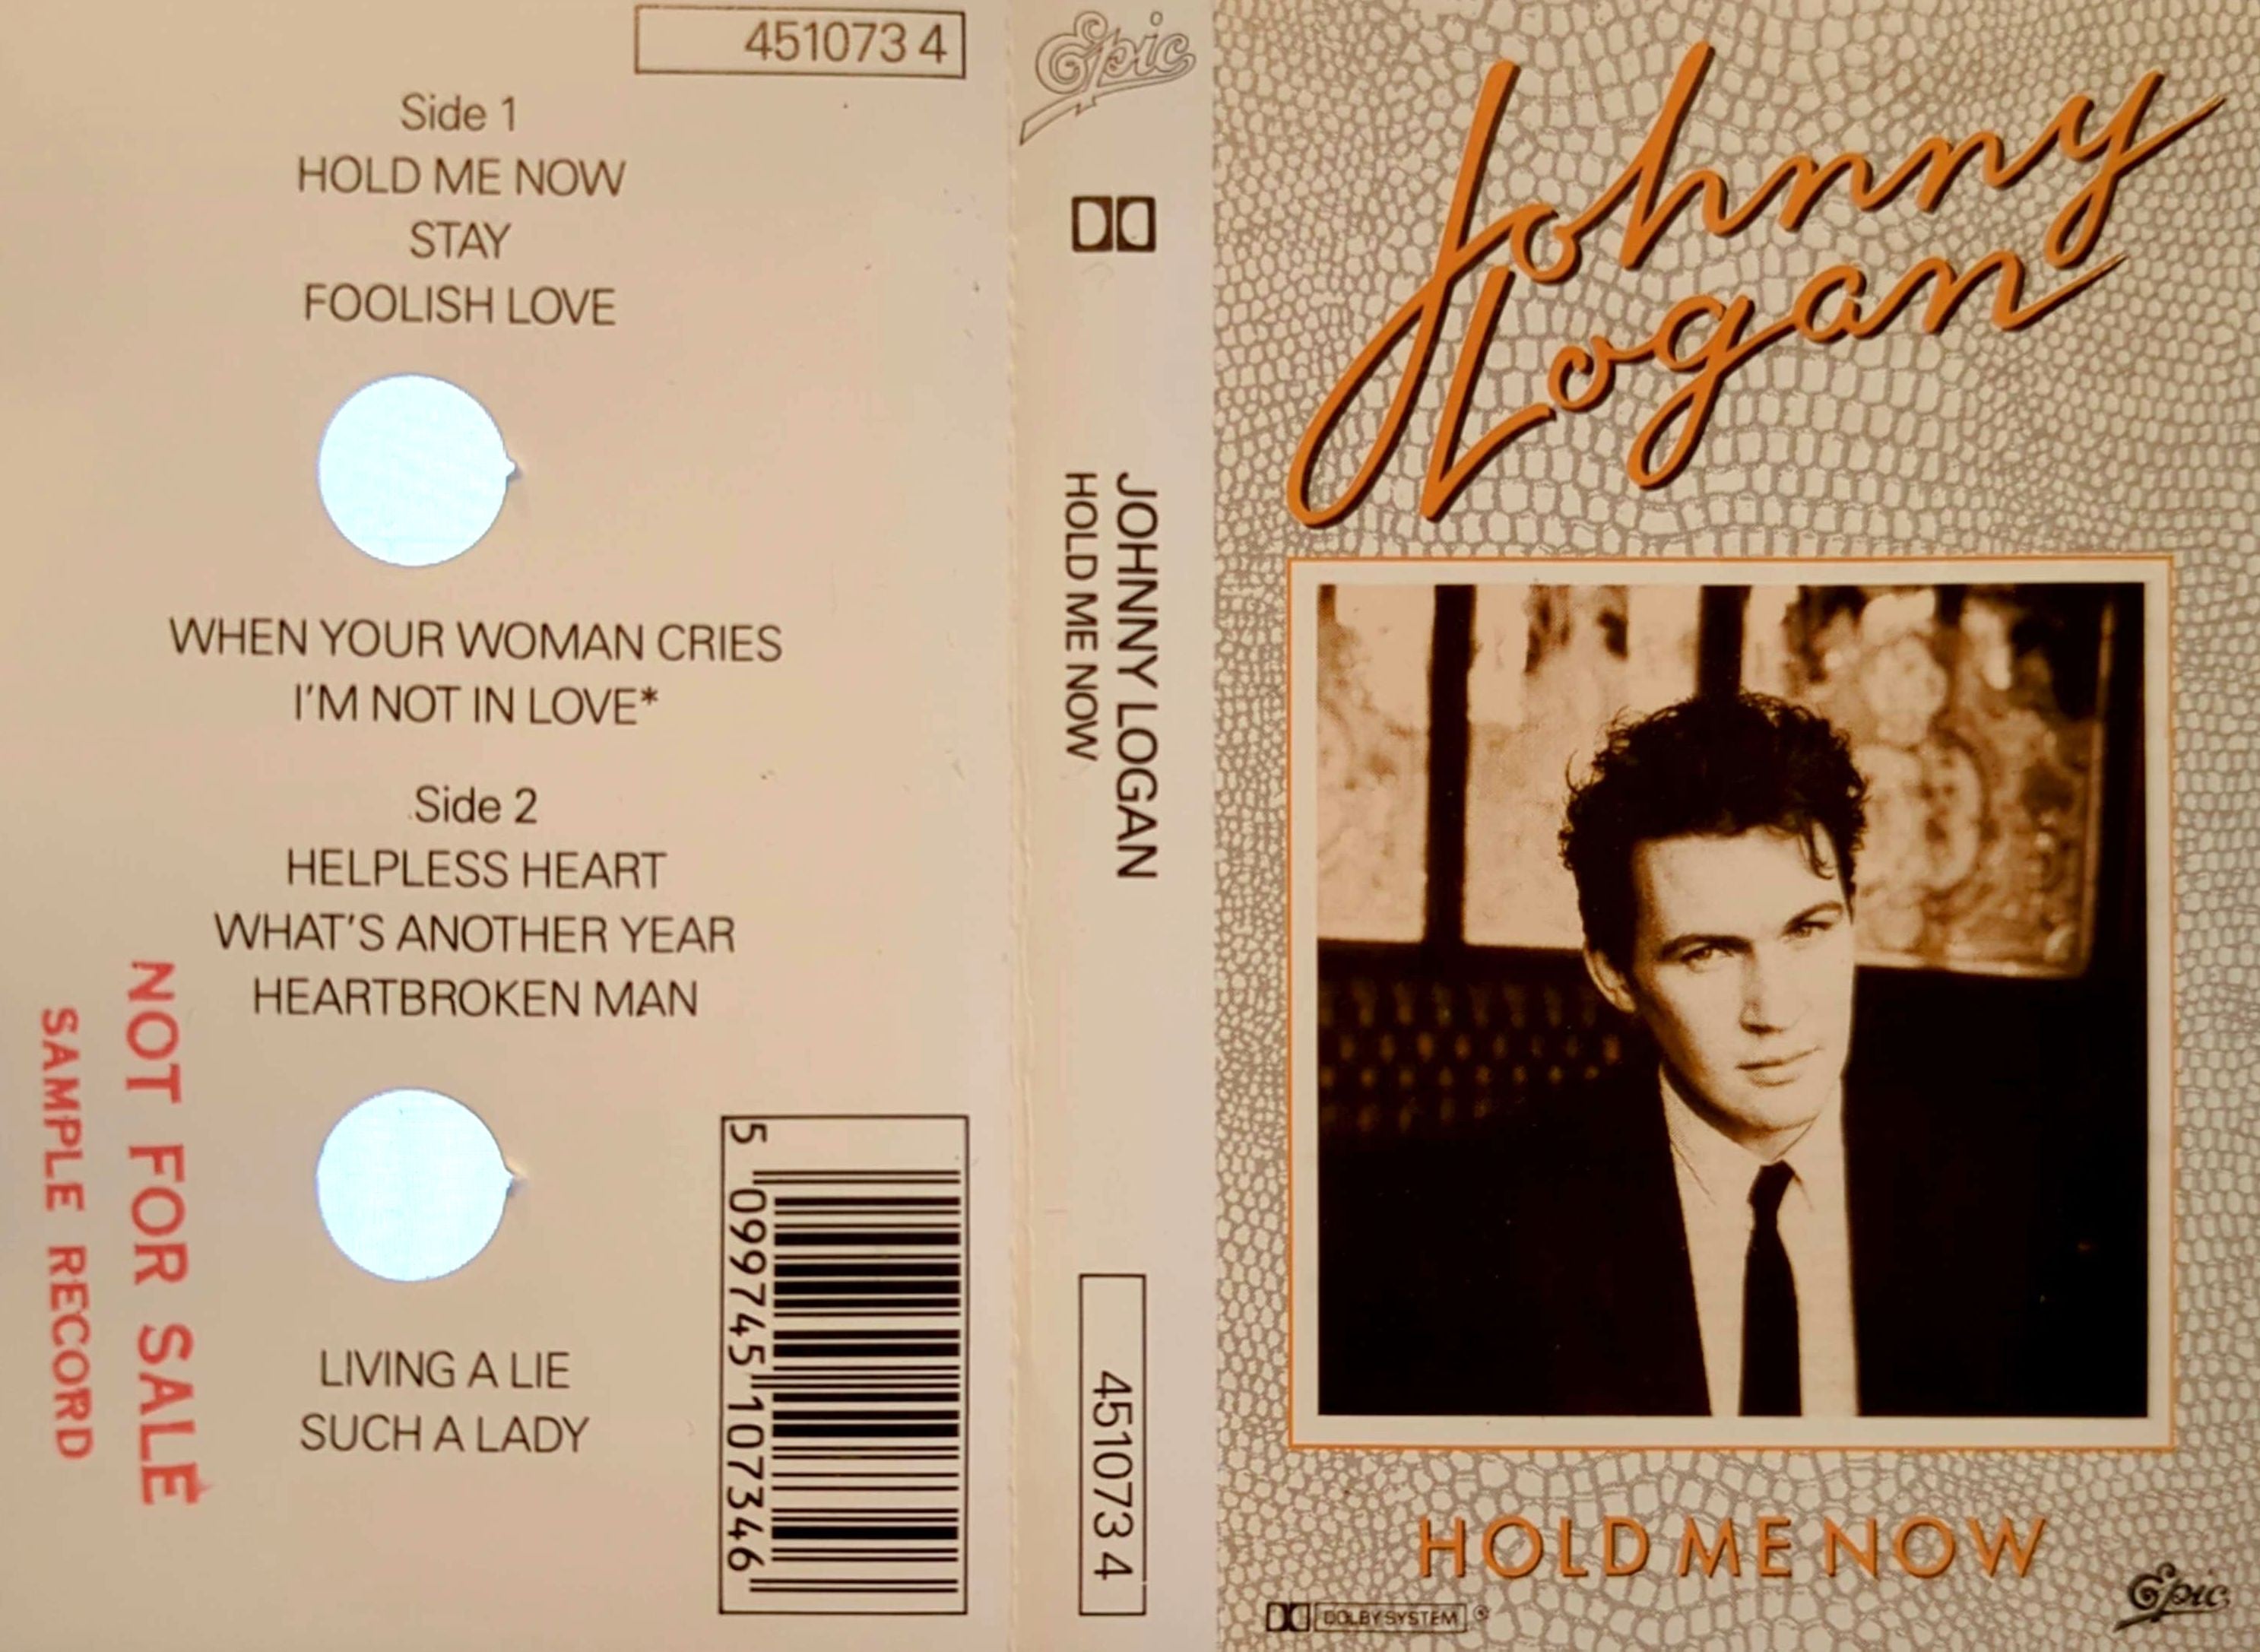 451073 4
Side 1
HOLD ME NOW
STAY
FOOLISH LOVE
WHEN YOUR WOMAN CRIES
I'M NOT IN LOVE*
Side 2
HELPLESS HEART
WHAT'S ANOTHER YEAR
HEARTBROKEN MAN
LIVING A LIE
SUCH A LADY
NOT FOR SALE
SAMPLE RECORD
5 099745 107346
Epic
JOHNNY LOGAN
HOLD ME NOW
451073 4
Johnny
Logan
HOLD ME NOW
DOLBY SYSTEM ®
Epic